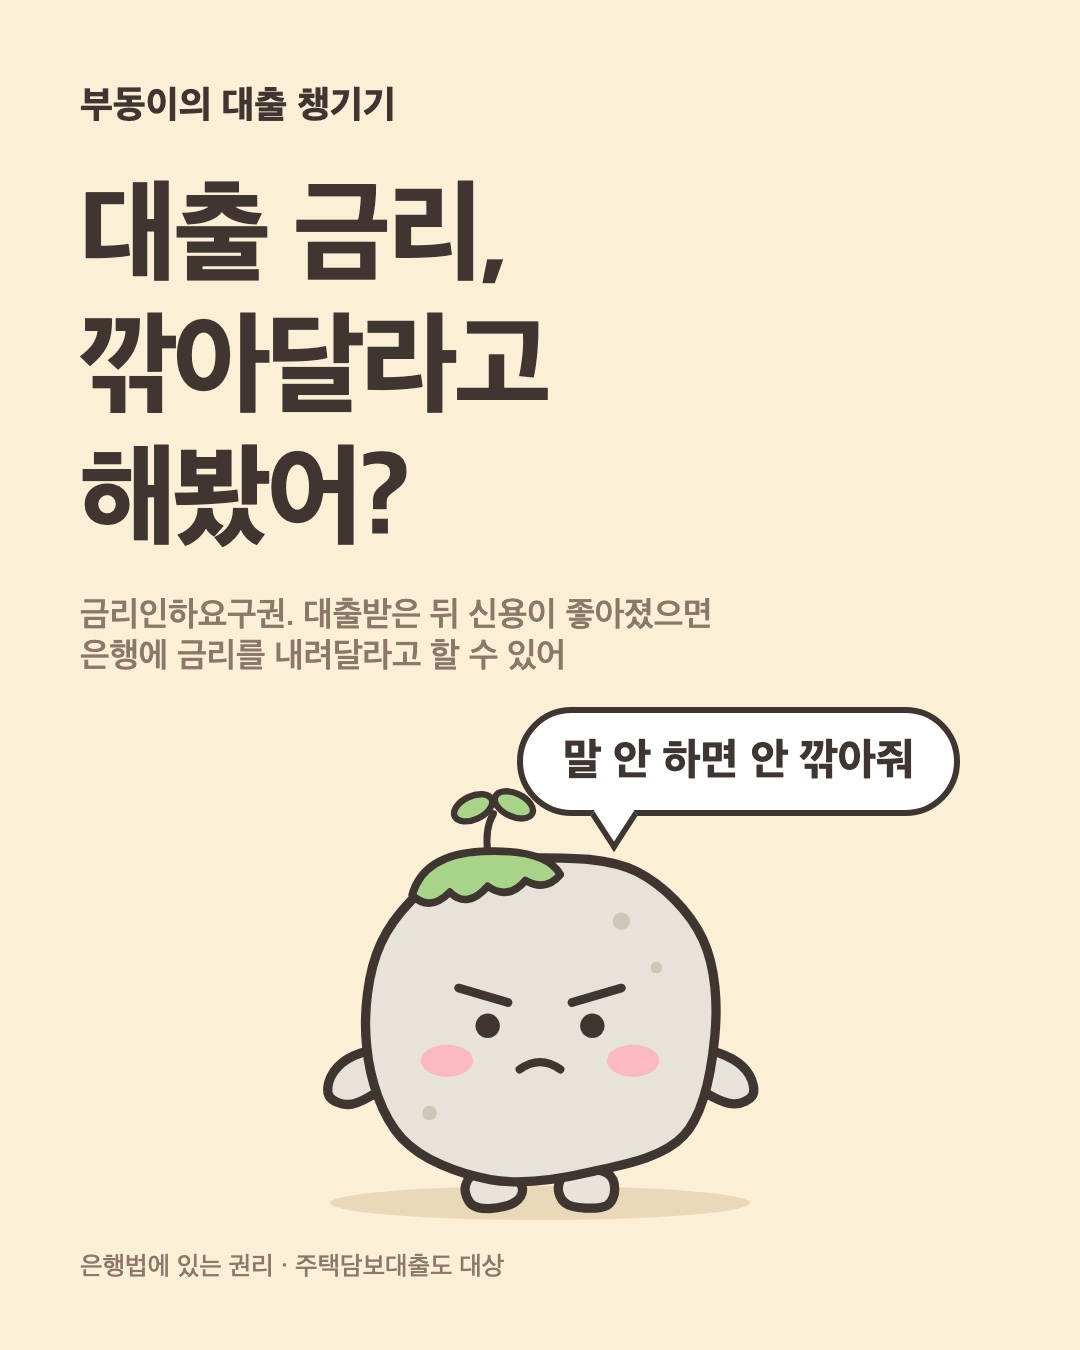 부동이의 대출 챙기기
대출 금리,
깎아달라고
해봤어?
금리인하요구권. 대출받은 뒤 신용이 좋아졌으면
은행에 금리를 내려달라고 할 수 있어
말 안 하면 안 깎아줘
은행법에 있는 권리 · 주택담보대출도 대상